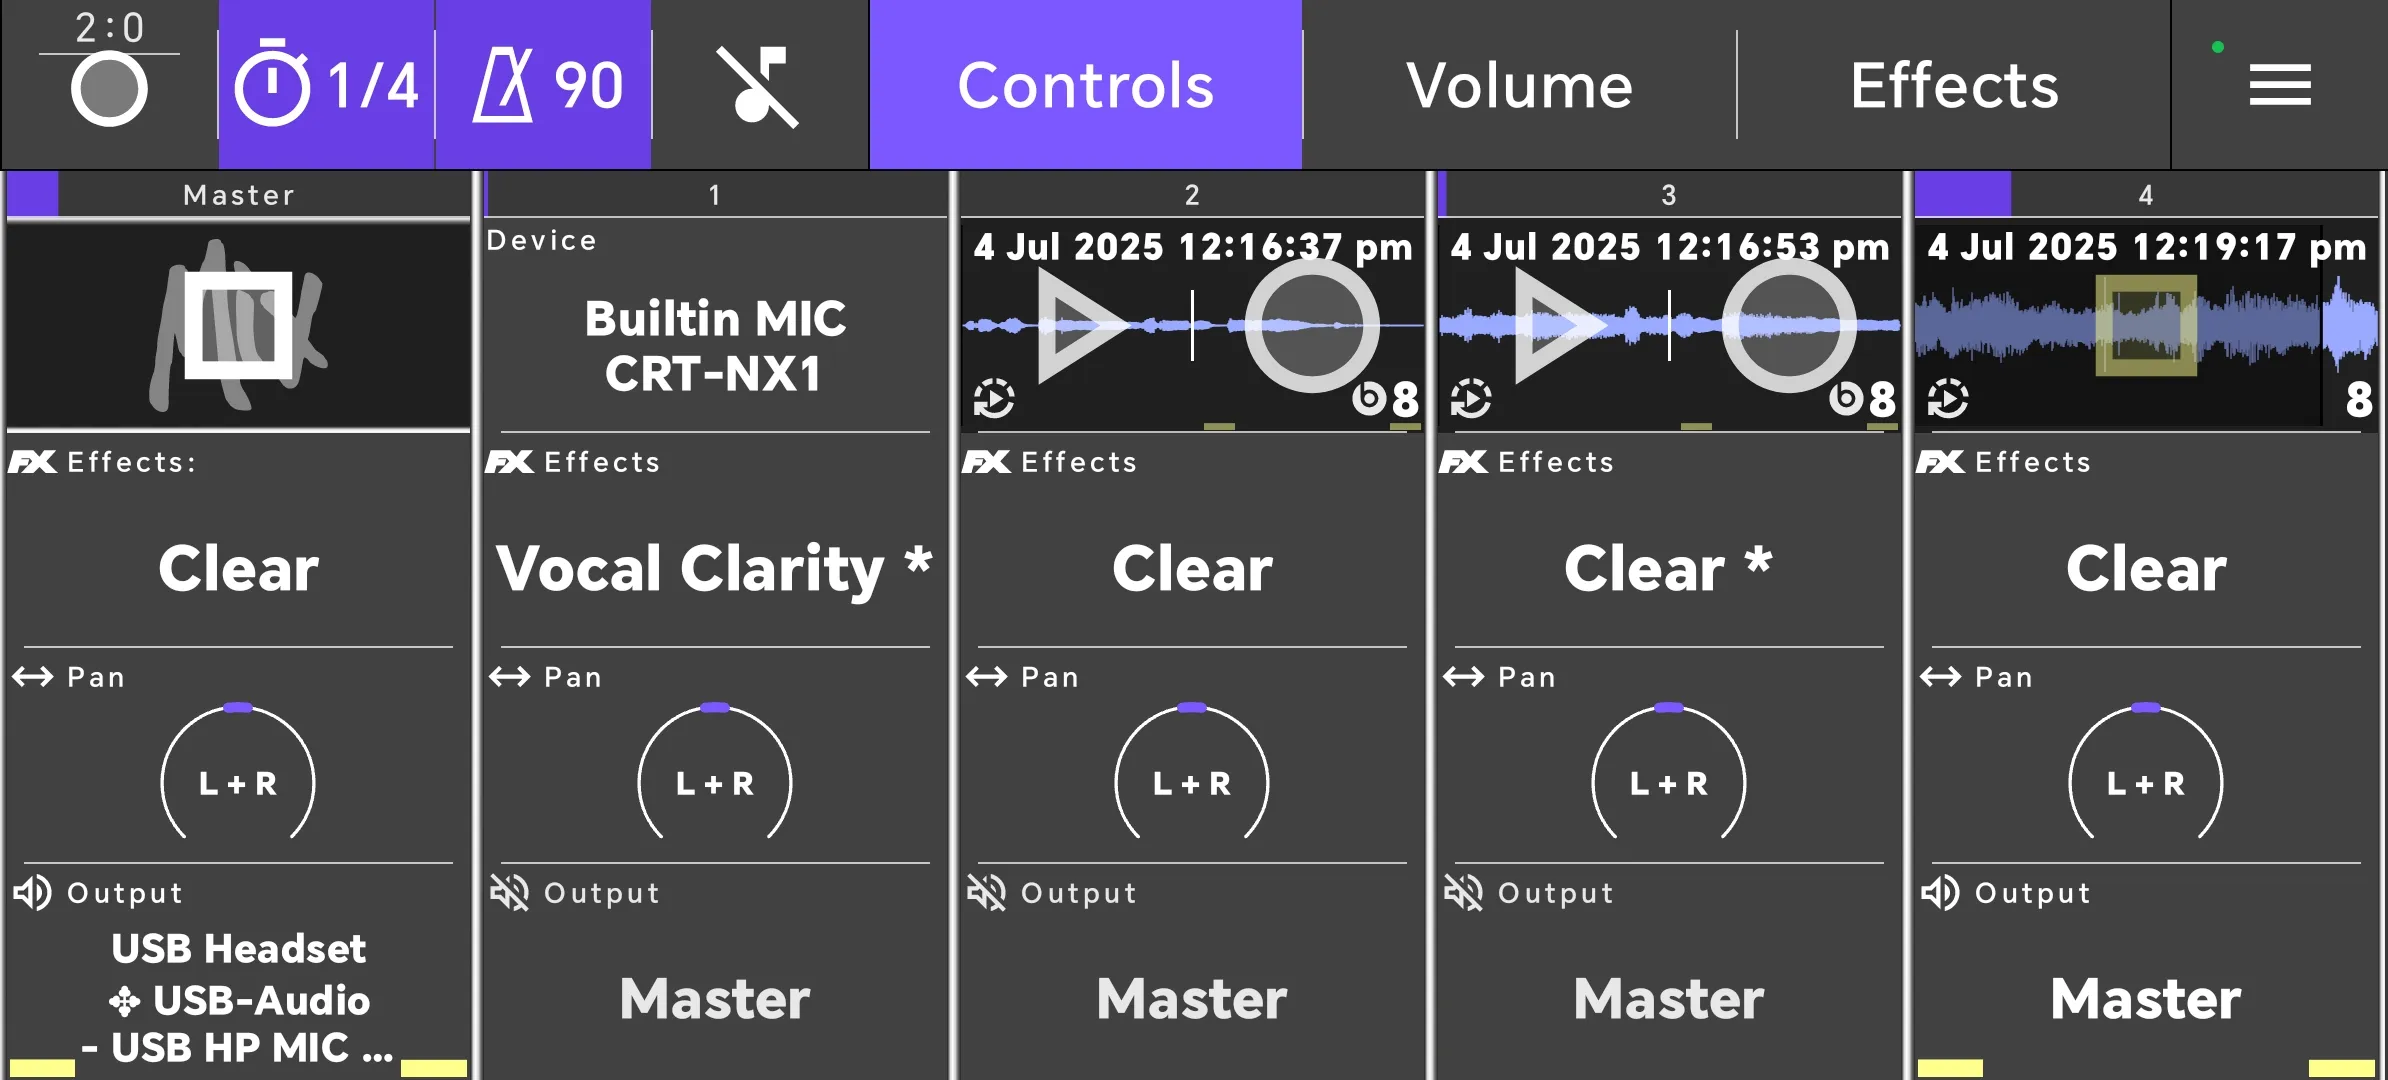 2:0
1/4
90
Controls
Volume
Effects
Master
1
2
3
4
Mix
Device
Builtin MIC
CRT-NX1
4 Jul 2025 12:16:37 pm
8
4 Jul 2025 12:16:53 pm
8
4 Jul 2025 12:19:17 pm
8
FX Effects:
Clear
FX Effects
Vocal Clarity *
FX Effects
Clear
FX Effects
Clear *
FX Effects
Clear
Pan
L + R
Pan
L + R
Pan
L + R
Pan
L + R
Pan
L + R
Output
USB Headset
USB-Audio
- USB HP MIC ...
Output
Master
Output
Master
Output
Master
Output
Master